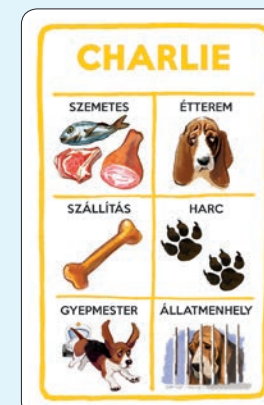 CHARLIE
SZEMETES
ÉTTEREM
SZÁLLÍTÁS
HARC
GYEPMESTER
ÁLLATMENHELY